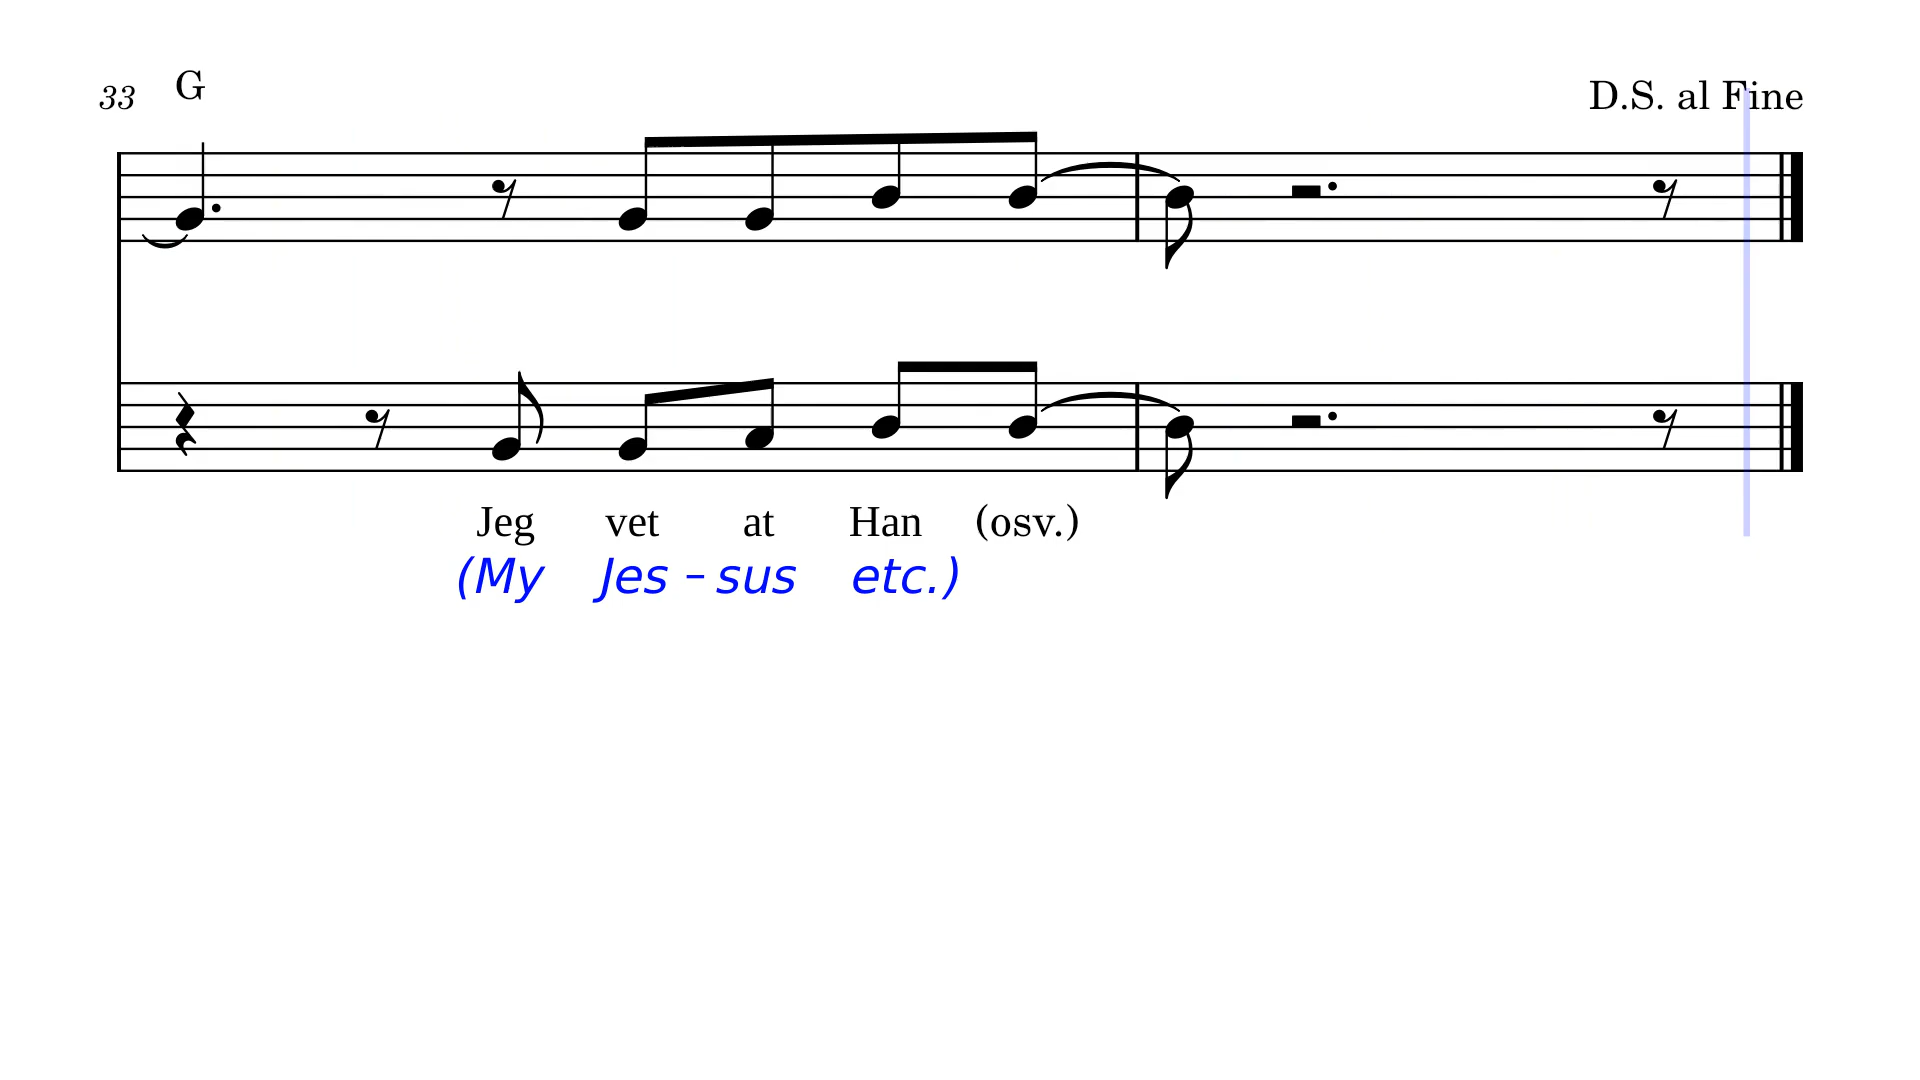 33 G D.S. al Fine
Jeg vet at Han (osv.)
(My Jes - sus etc.)